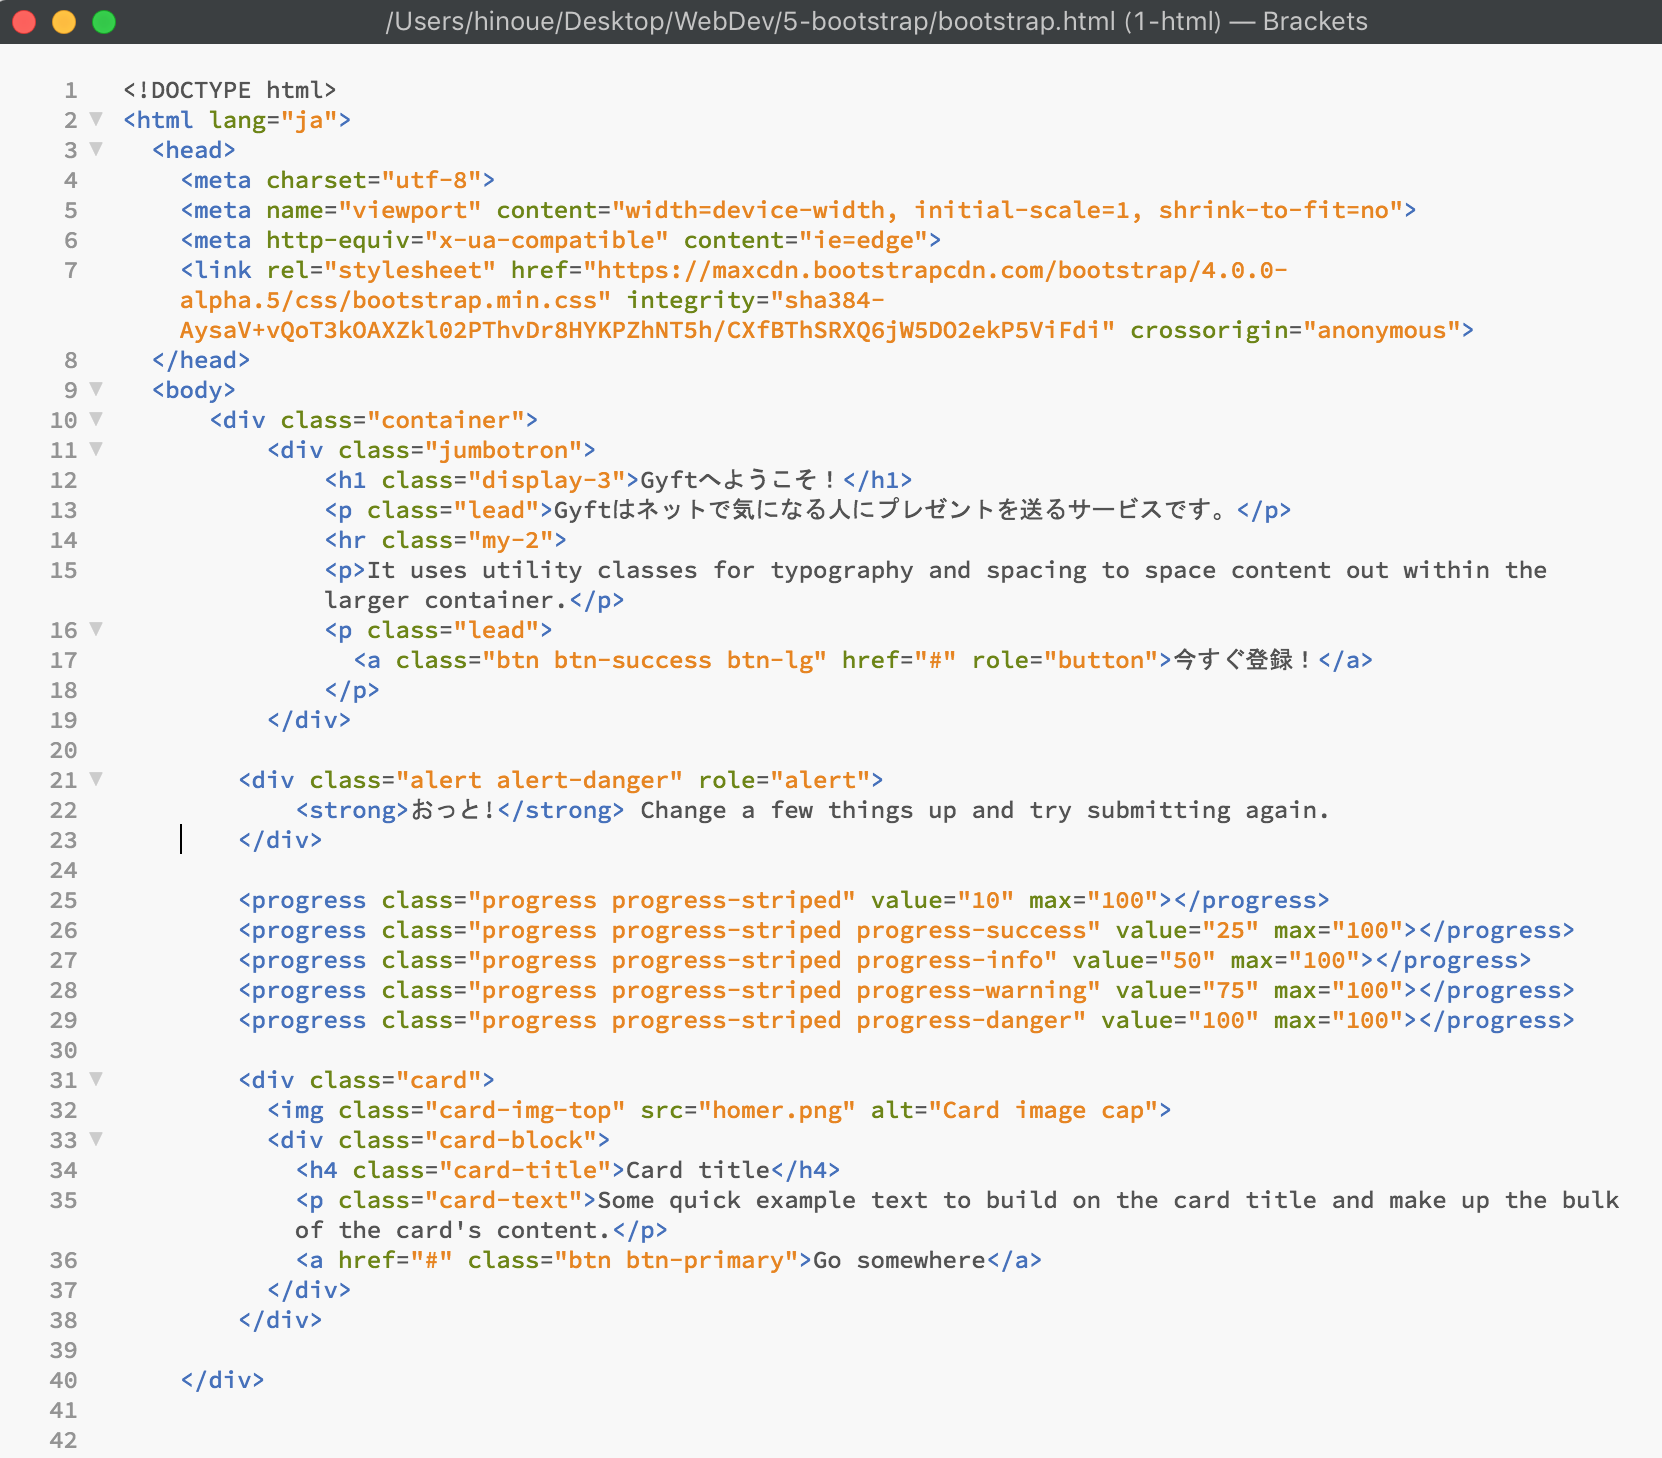 /Users/hinoue/Desktop/WebDev/5-bootstrap/bootstrap.html (1-html) — Brackets
1 <!DOCTYPE html>
2 <html lang="ja">
3 <head>
4 <meta charset="utf-8">
5 <meta name="viewport" content="width=device-width, initial-scale=1, shrink-to-fit=no">
6 <meta http-equiv="x-ua-compatible" content="ie=edge">
7 <link rel="stylesheet" href="https://maxcdn.bootstrapcdn.com/bootstrap/4.0.0-
alpha.5/css/bootstrap.min.css" integrity="sha384-
AysaV+vQoT3kOAXZkl02PThvDr8HYKPZhNT5h/CXfBThSRXQ6jW5DO2ekP5ViFdi" crossorigin="anonymous">
8 </head>
9 <body>
10 <div class="container">
11 <div class="jumbotron">
12 <h1 class="display-3">Gyftへようこそ！</h1>
13 <p class="lead">Gyftはネットで気になる人にプレゼントを送るサービスです。</p>
14 <hr class="my-2">
15 <p>It uses utility classes for typography and spacing to space content out within the
larger container.</p>
16 <p class="lead">
17 <a class="btn btn-success btn-lg" href="#" role="button">今すぐ登録！</a>
18 </p>
19 </div>
20
21 <div class="alert alert-danger" role="alert">
22 <strong>おっと!</strong> Change a few things up and try submitting again.
23 </div>
24
25 <progress class="progress progress-striped" value="10" max="100"></progress>
26 <progress class="progress progress-striped progress-success" value="25" max="100"></progress>
27 <progress class="progress progress-striped progress-info" value="50" max="100"></progress>
28 <progress class="progress progress-striped progress-warning" value="75" max="100"></progress>
29 <progress class="progress progress-striped progress-danger" value="100" max="100"></progress>
30
31 <div class="card">
32 <img class="card-img-top" src="homer.png" alt="Card image cap">
33 <div class="card-block">
34 <h4 class="card-title">Card title</h4>
35 <p class="card-text">Some quick example text to build on the card title and make up the bulk
of the card's content.</p>
36 <a href="#" class="btn btn-primary">Go somewhere</a>
37 </div>
38 </div>
39
40 </div>
41
42